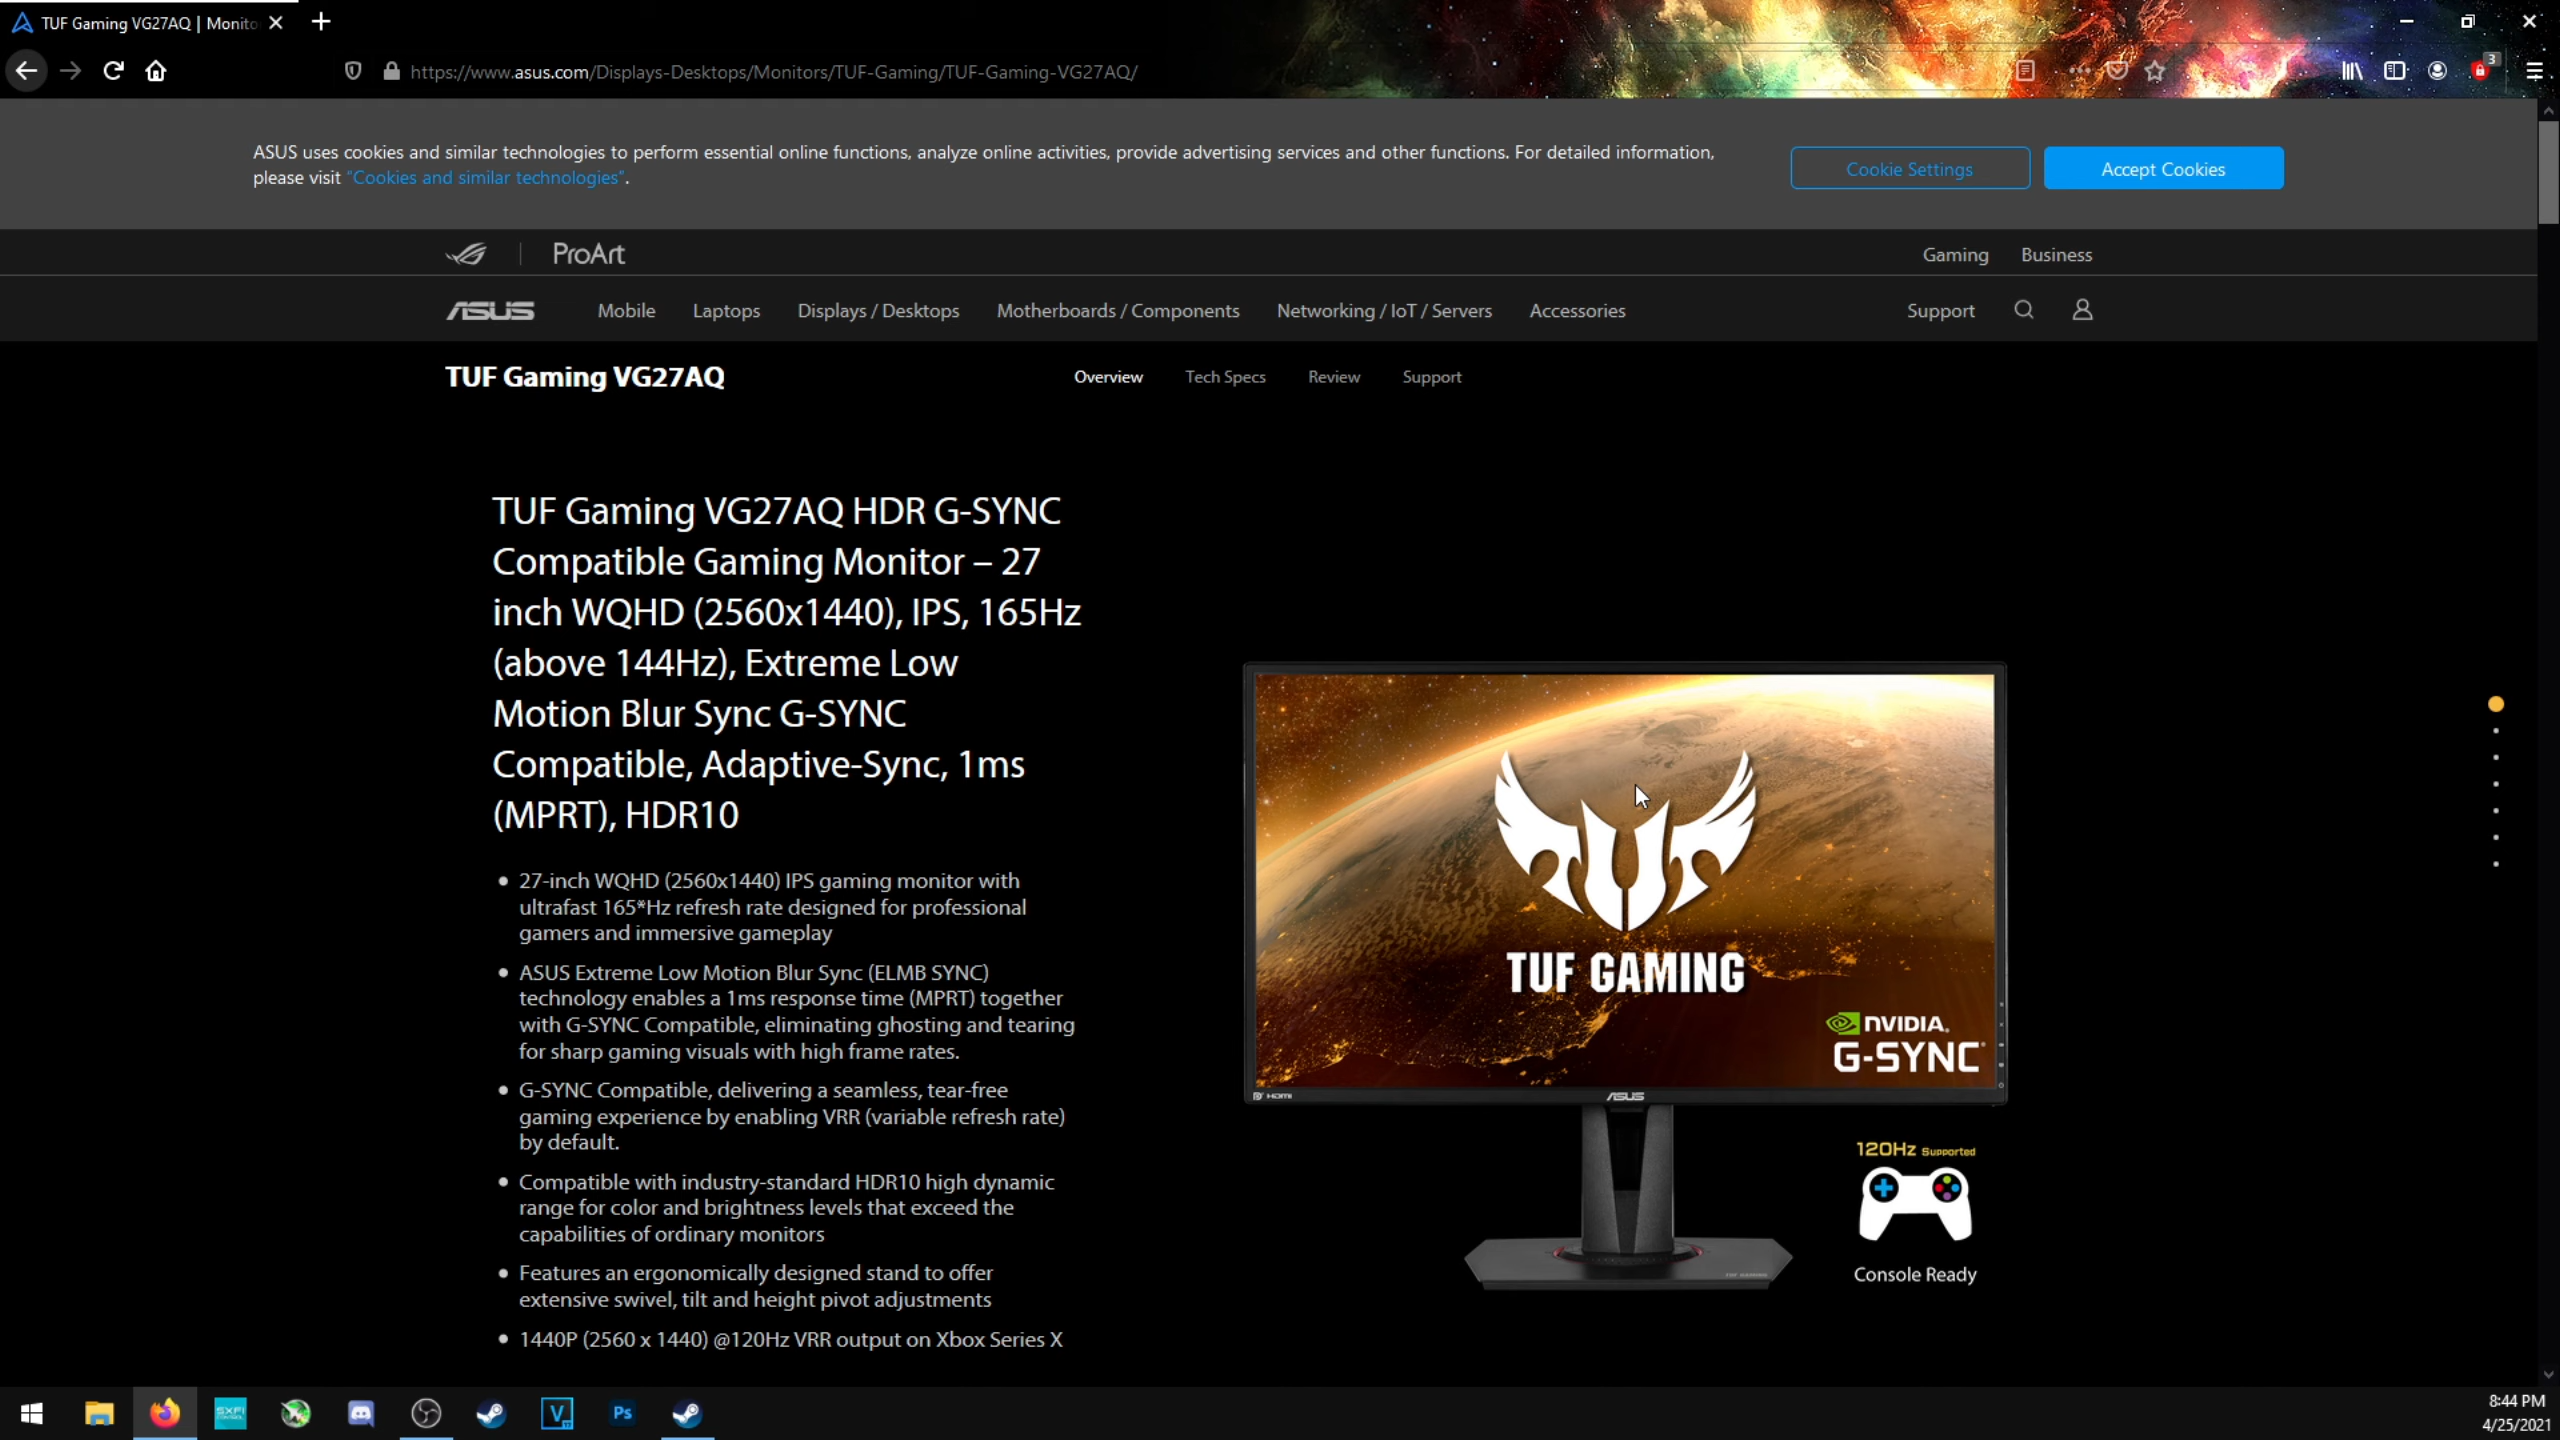 TUF Gaming VG27AQ | Monito
https://www.asus.com/Displays-Desktops/Monitors/TUF-Gaming/TUF-Gaming-VG27AQ/
3
ASUS uses cookies and similar technologies to perform essential online functions, analyze online activities, provide advertising services and other functions. For detailed information,
please visit "Cookies and similar technologies".
Cookie Settings
Accept Cookies
ProArt
Gaming
Business
ASUS
Mobile
Laptops
Displays / Desktops
Motherboards / Components
Networking / IoT / Servers
Accessories
Support
TUF Gaming VG27AQ
Overview
Tech Specs
Review
Support
TUF Gaming VG27AQ HDR G-SYNC
Compatible Gaming Monitor – 27
inch WQHD (2560x1440), IPS, 165Hz
(above 144Hz), Extreme Low
Motion Blur Sync G-SYNC
Compatible, Adaptive-Sync, 1ms
(MPRT), HDR10
27-inch WQHD (2560x1440) IPS gaming monitor with
ultrafast 165*Hz refresh rate designed for professional
gamers and immersive gameplay
ASUS Extreme Low Motion Blur Sync (ELMB SYNC)
technology enables a 1ms response time (MPRT) together
with G-SYNC Compatible, eliminating ghosting and tearing
for sharp gaming visuals with high frame rates.
G-SYNC Compatible, delivering a seamless, tear-free
gaming experience by enabling VRR (variable refresh rate)
by default.
Compatible with industry-standard HDR10 high dynamic
range for color and brightness levels that exceed the
capabilities of ordinary monitors
Features an ergonomically designed stand to offer
extensive swivel, tilt and height pivot adjustments
1440P (2560 x 1440) @120Hz VRR output on Xbox Series X
TUF
TUF GAMING
NVIDIA.
G-SYNC
HDMI
ASUS
TUF GAMING
120Hz Supported
Console Ready
SXFI
CONTROL
V
17
Ps
8:44 PM
4/25/2021